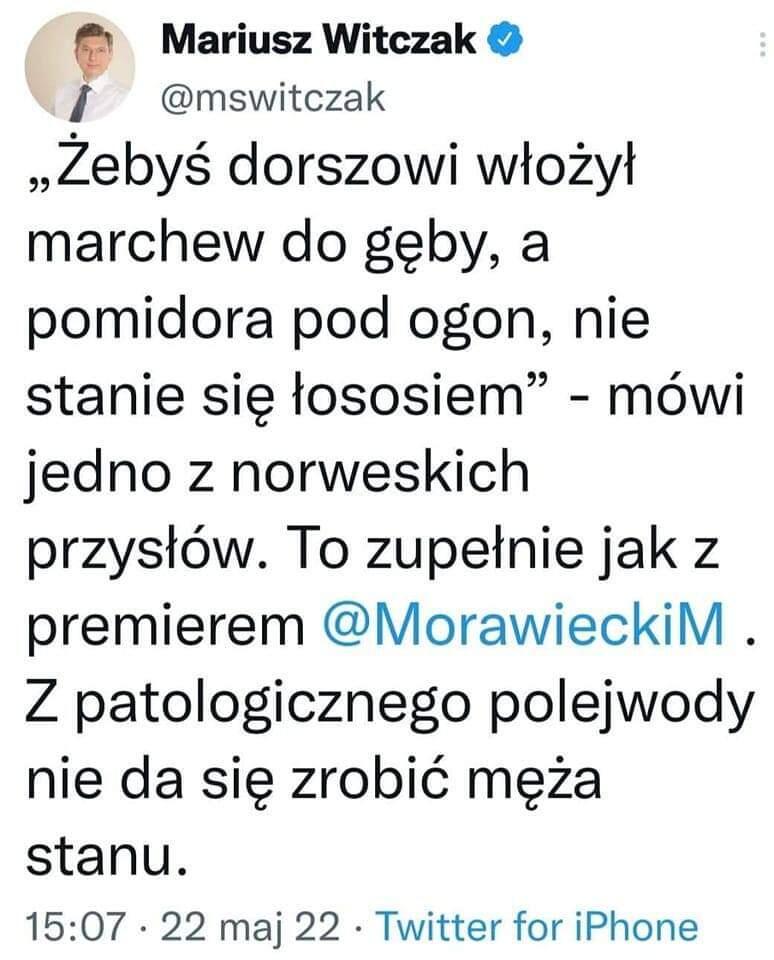 Mariusz Witczak
@mswitczak
„Żebyś dorszowi włożył
marchew do gęby, a
pomidora pod ogon, nie
stanie się łososiem” - mówi
jedno z norweskich
przysłów. To zupełnie jak z
premierem @MorawieckiM .
Z patologicznego polejwody
nie da się zrobić męża
stanu.
15:07 · 22 maj 22 · Twitter for iPhone